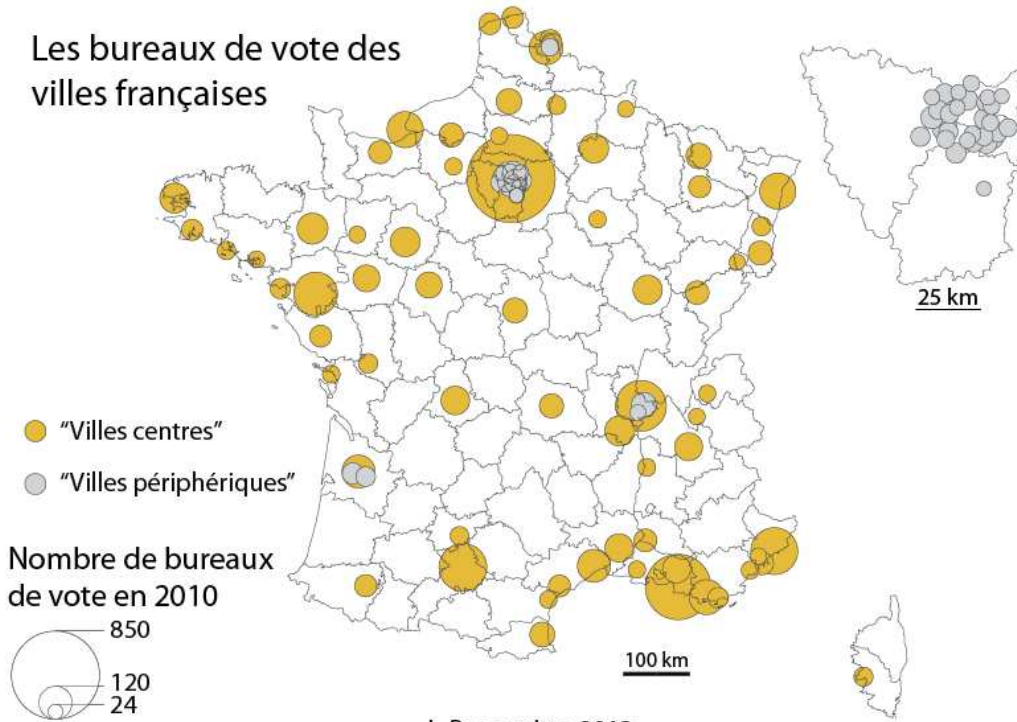 Les bureaux de vote des
villes françaises
25 km
"Villes centres"
"Villes périphériques"
Nombre de bureaux
de vote en 2010
850
120
24
100 km